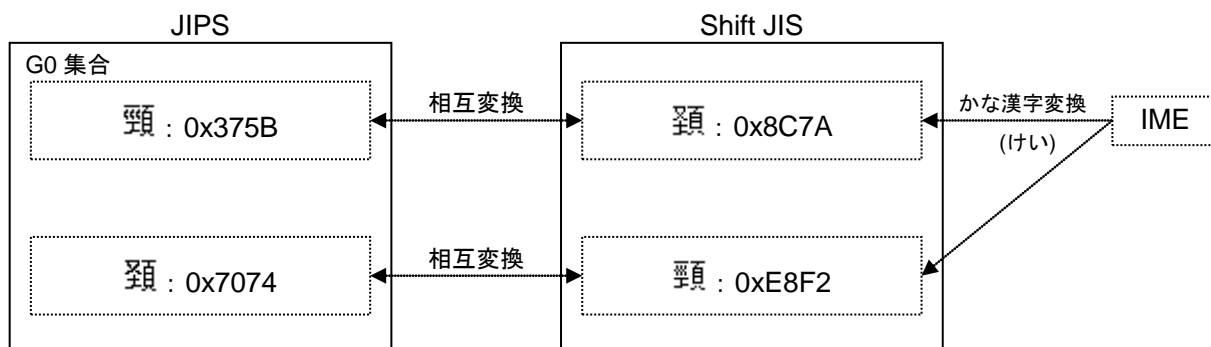 JIPS
Shift JIS
G0 集合
頸 : 0x375B
相互変換
頚 : 0x8C7A
かな漢字変換
(けい)
IME
頚 : 0x7074
相互変換
頸 : 0xE8F2